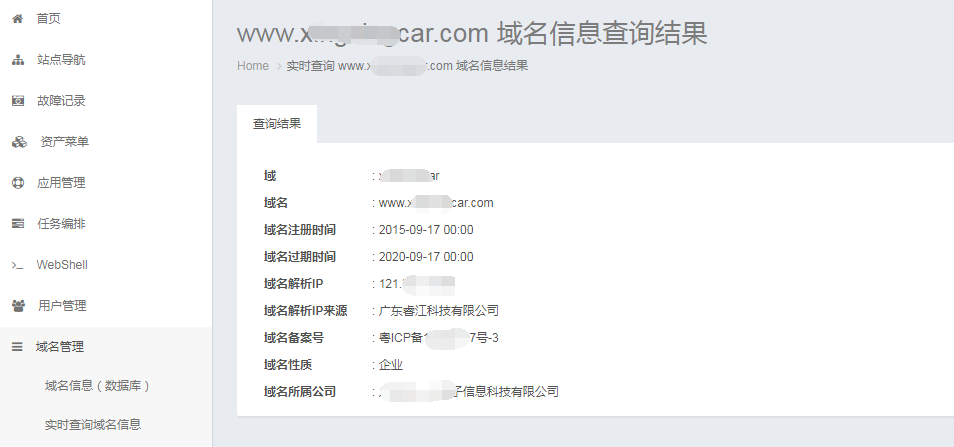 首页
站点导航
故障记录
资产菜单
应用管理
任务编排
WebShell
用户管理
域名管理
域名信息（数据库）
实时查询域名信息
www.x car.com 域名信息查询结果
Home > 实时查询 www.x .com 域名信息结果
查询结果
域 : x ar
域名 : www.x car.com
域名注册时间 : 2015-09-17 00:00
域名过期时间 : 2020-09-17 00:00
域名解析IP : 121.
域名解析IP来源 : 广东睿江科技有限公司
域名备案号 : 粤ICP备1 7号-3
域名性质 : 企业
域名所属公司 : 子信息科技有限公司